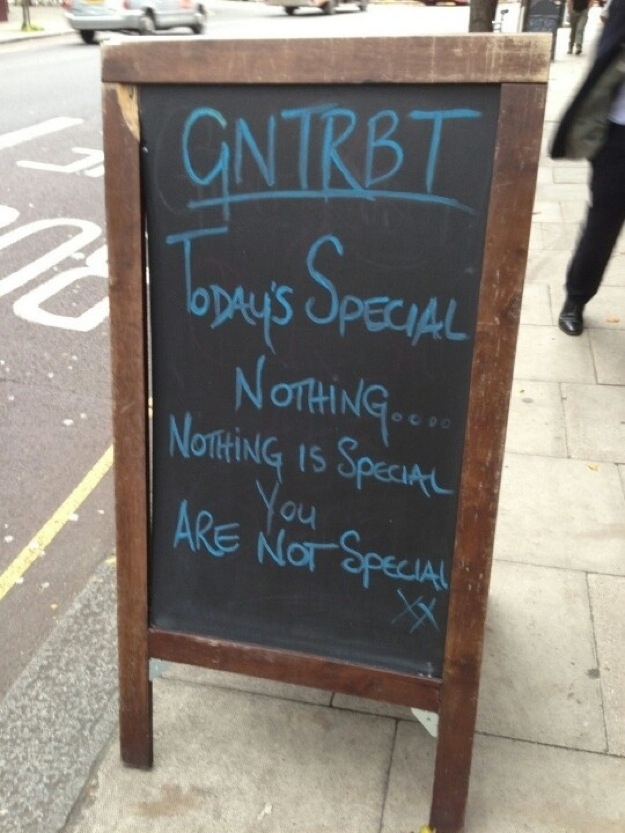 GNTRBT
TODAY'S SPECIAL
NOTHING....
NOTHING IS SPECIAL
YOU
ARE NOT SPECIAL
XX